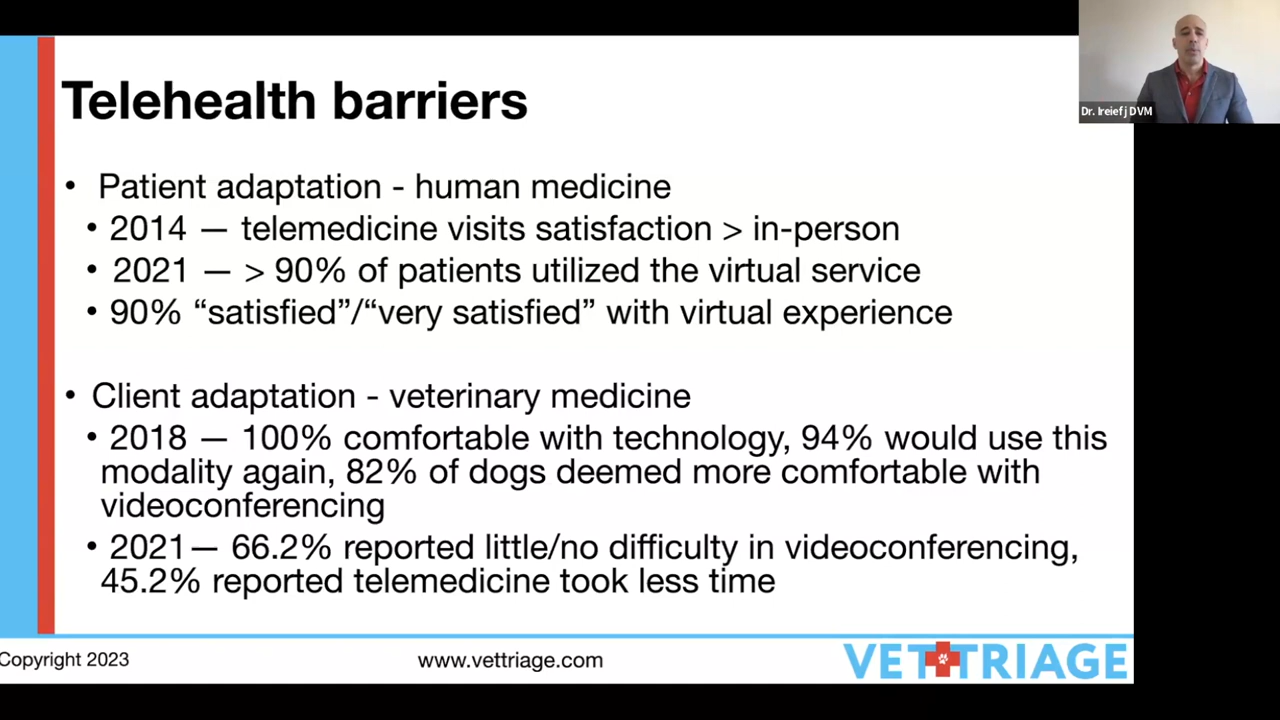 Telehealth barriers
Dr. Ireiefj DVM
• Patient adaptation - human medicine
• 2014 — telemedicine visits satisfaction > in-person
• 2021 — > 90% of patients utilized the virtual service
• 90% “satisfied”/“very satisfied” with virtual experience
• Client adaptation - veterinary medicine
• 2018 — 100% comfortable with technology, 94% would use this
modality again, 82% of dogs deemed more comfortable with
videoconferencing
• 2021— 66.2% reported little/no difficulty in videoconferencing,
45.2% reported telemedicine took less time
Copyright 2023
www.vettriage.com
VET TRIAGE